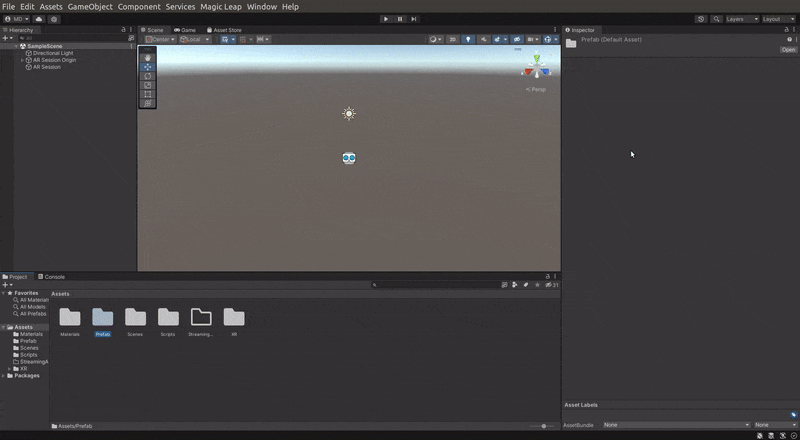 File Edit Assets GameObject Component Services Magic Leap Window Help
MD
Layers
Layout
Hierarchy
All
SampleScene
Directional Light
AR Session Origin
AR Session
Scene
Game
Asset Store
Center
Local
2D
Persp
Inspector
Prefab (Default Asset)
Open
Project
Console
31
Favorites
All Materials
All Models
All Prefabs
Assets
Materials
Prefab
Scenes
Scripts
StreamingA
XR
Packages
Assets
Materials
Prefab
Scenes
Scripts
Streaming...
XR
Assets/Prefab
Asset Labels
AssetBundle
None
None